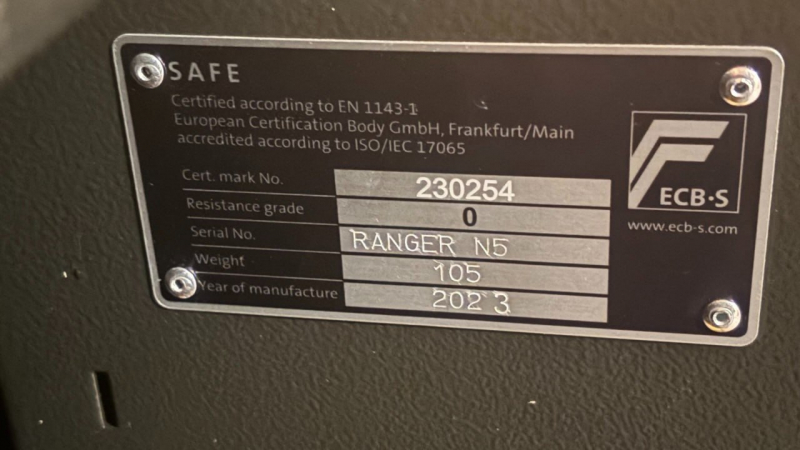 SAFE
Certified according to EN 1143-1
European Certification Body GmbH, Frankfurt/Main
accredited according to ISO/IEC 17065
Cert. mark No. 230254
Resistance grade 0
Serial No. RANGER N5
Weight 105
Year of manufacture 2023
ECB·S
www.ecb-s.com